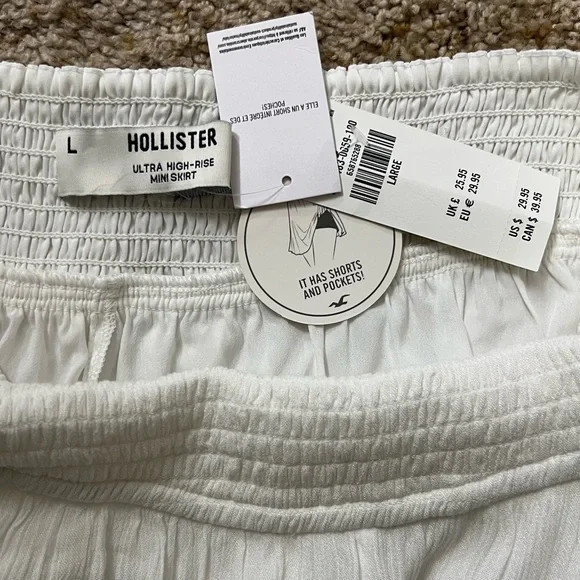 L
HOLLISTER
ULTRA HIGH-RISE
MINI SKIRT
ELLE A UN SHORT INTÉGRÉ ET DES
POCHES!
658765288
LARGE
UK £ 25.95
EU € 29.95
US $ 29.95
CAN $ 39.95
IT HAS SHORTS
AND POCKETS!